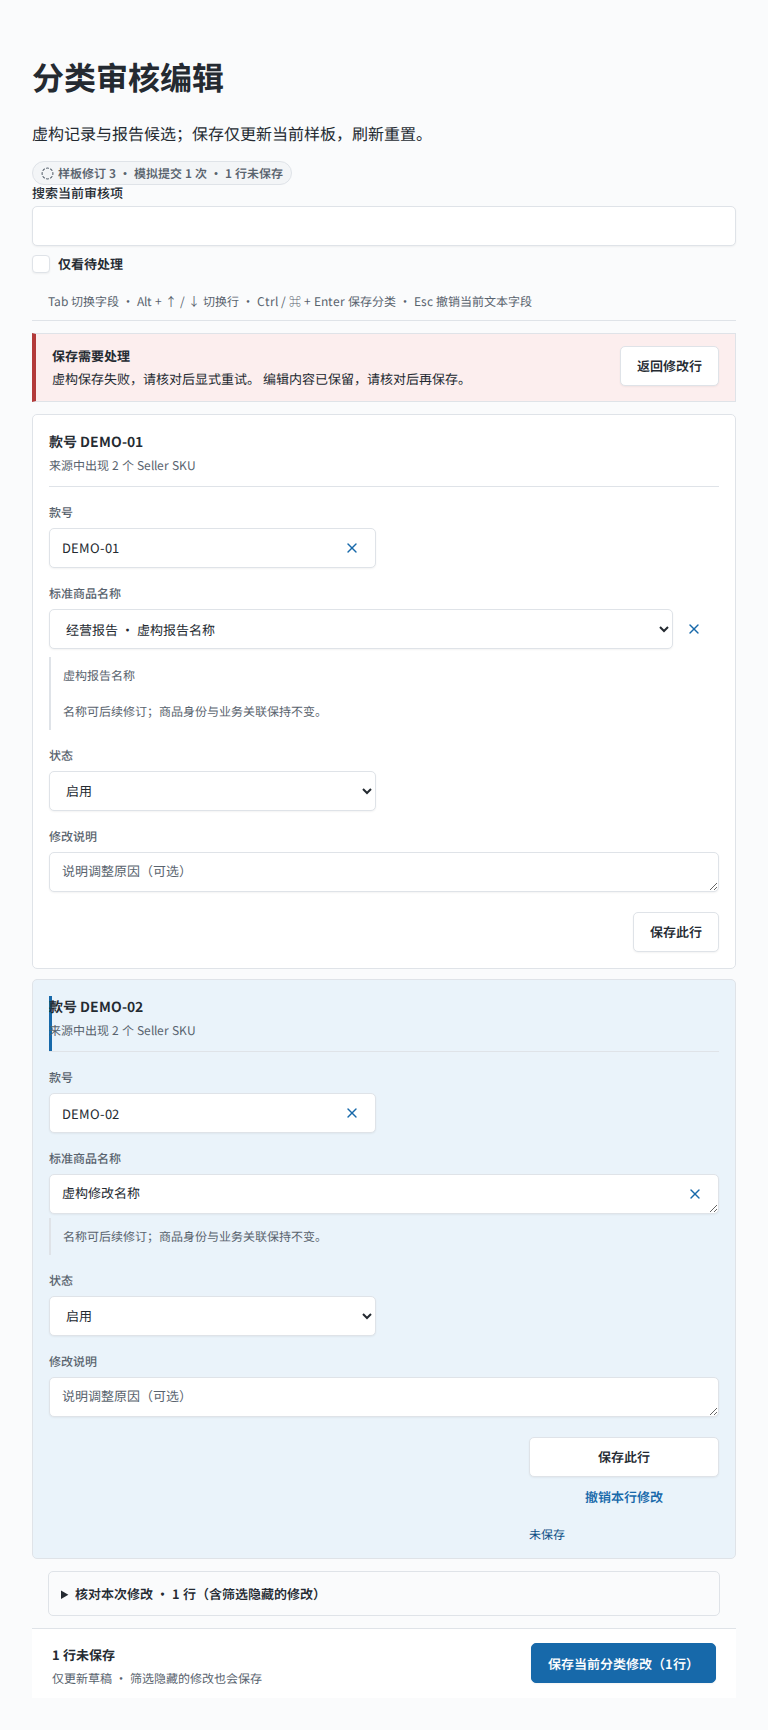 分类审核编辑
虚构记录与报告候选；保存仅更新当前样板，刷新重置。
样板修订 3 · 模拟提交 1 次 · 1 行未保存
搜索当前审核项
仅看待处理
Tab 切换字段 · Alt + ↑ / ↓ 切换行 · Ctrl / ⌘ + Enter 保存分类 · Esc 撤销当前文本字段
保存需要处理
虚构保存失败，请核对后显式重试。 编辑内容已保留，请核对后再保存。
返回修改行
款号 DEMO-01
来源中出现 2 个 Seller SKU
款号
DEMO-01
标准商品名称
经营报告 · 虚构报告名称
虚构报告名称
名称可后续修订；商品身份与业务关联保持不变。
状态
启用
修改说明
说明调整原因（可选）
保存此行
款号 DEMO-02
来源中出现 2 个 Seller SKU
款号
DEMO-02
标准商品名称
虚构修改名称
名称可后续修订；商品身份与业务关联保持不变。
状态
启用
修改说明
说明调整原因（可选）
保存此行
撤销本行修改
未保存
核对本次修改 · 1 行（含筛选隐藏的修改）
1 行未保存
仅更新草稿 · 筛选隐藏的修改也会保存
保存当前分类修改（1行）